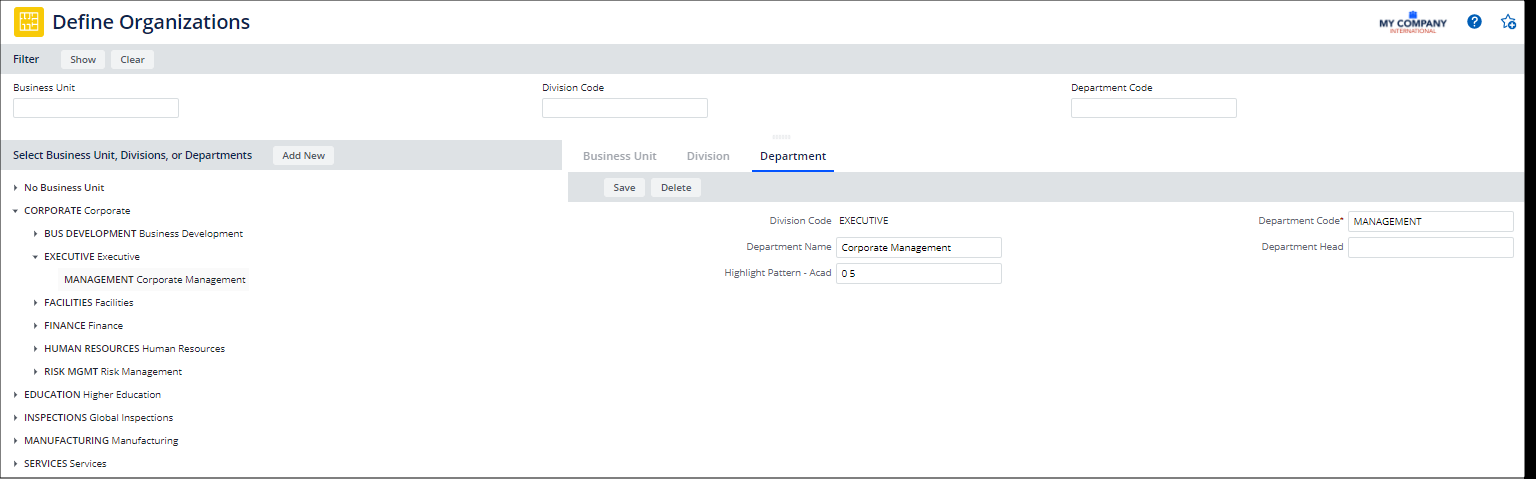 Define Organizations
MY COMPANY
INTERNATIONAL
?
Filter Show Clear
Business Unit Division Code Department Code
Select Business Unit, Divisions, or Departments Add New
Business Unit Division Department
Save Delete
No Business Unit
CORPORATE Corporate
BUS DEVELOPMENT Business Development
EXECUTIVE Executive
MANAGEMENT Corporate Management
FACILITIES Facilities
FINANCE Finance
HUMAN RESOURCES Human Resources
RISK MGMT Risk Management
EDUCATION Higher Education
INSPECTIONS Global Inspections
MANUFACTURING Manufacturing
SERVICES Services
Division Code EXECUTIVE Department Code* MANAGEMENT
Department Name Corporate Management Department Head
Highlight Pattern - Acad 0 5